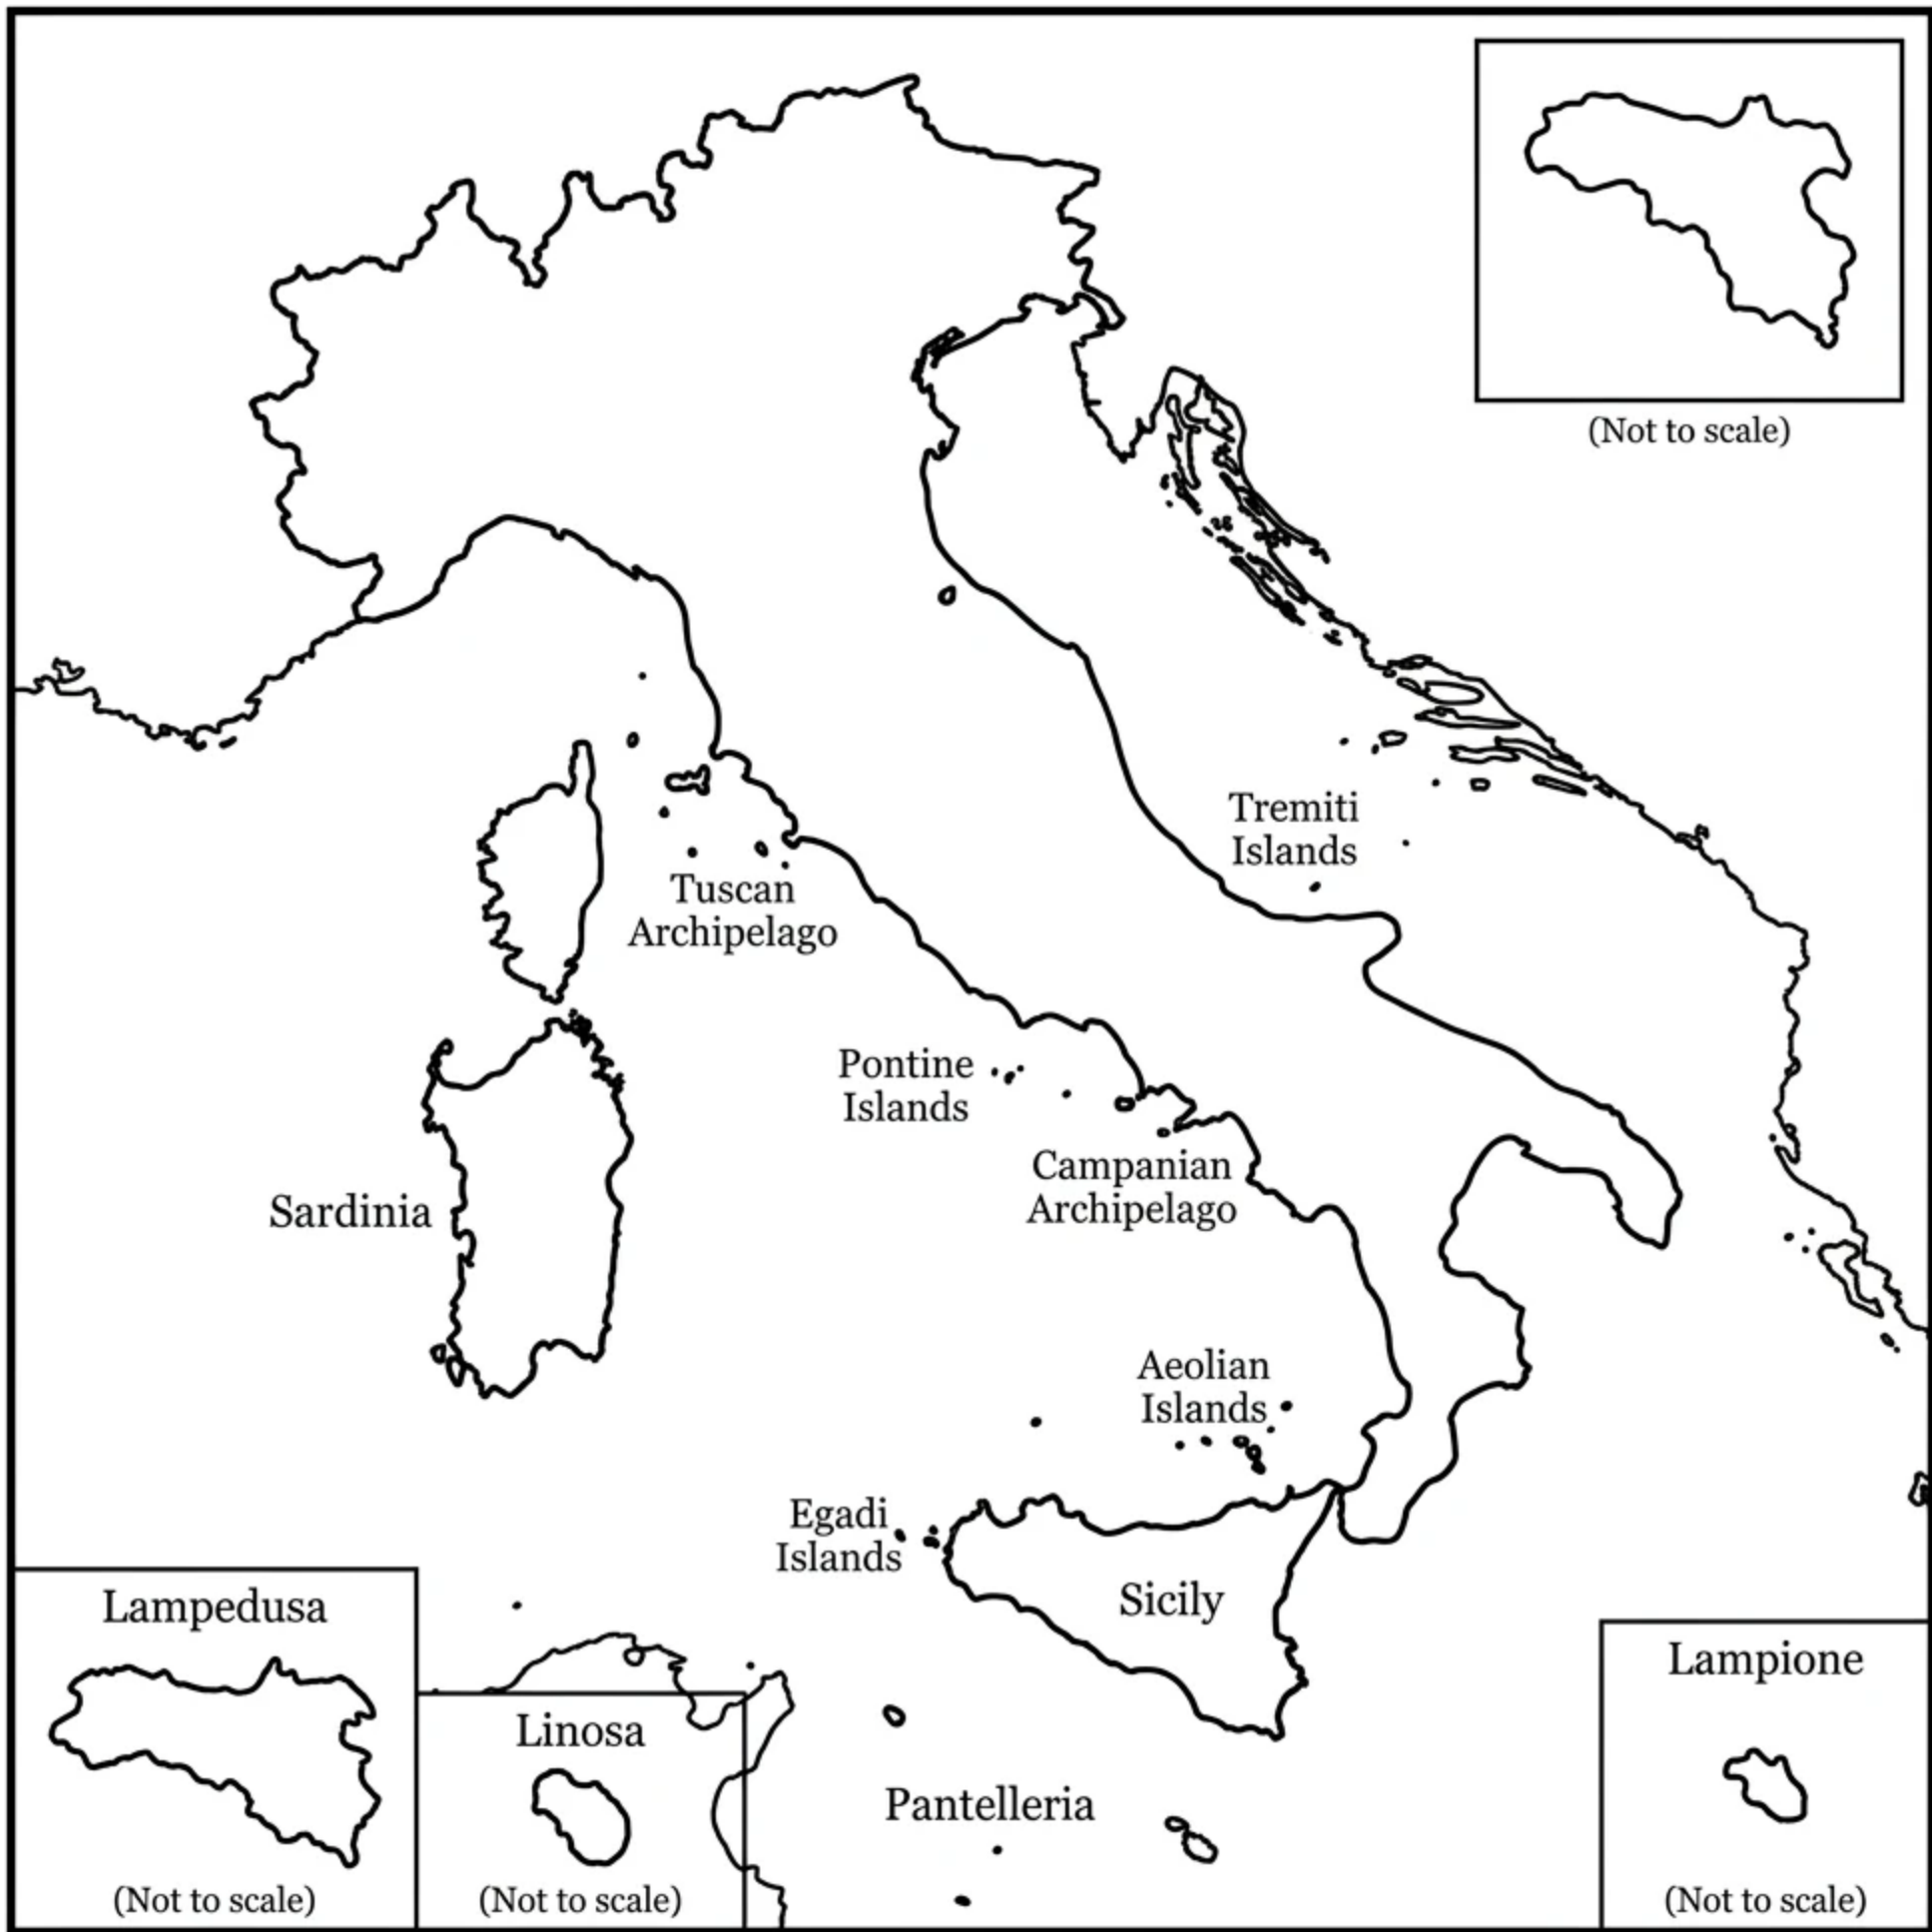 (Not to scale)
Tremiti
Islands
Tuscan
Archipelago
Pontine
Islands
Campanian
Archipelago
Sardinia
Aeolian
Islands
Egadi
Islands
Sicily
Lampedusa
(Not to scale)
Linosa
(Not to scale)
Pantelleria
Lampione
(Not to scale)